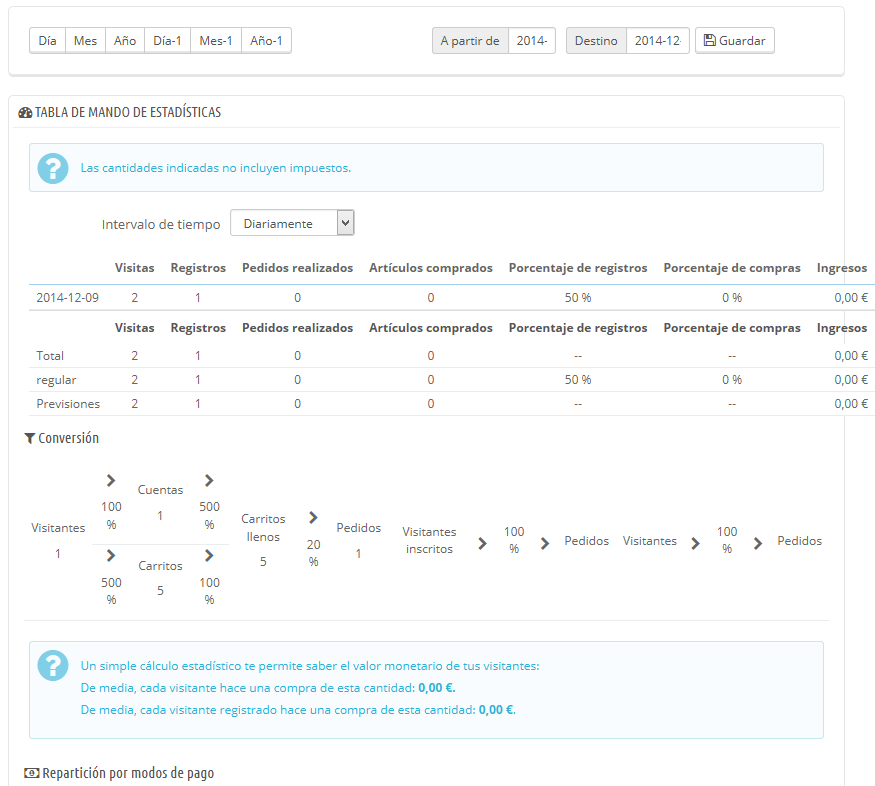 Día Mes Año Día-1 Mes-1 Año-1 A partir de 2014- Destino 2014-12- Guardar
TABLA DE MANDO DE ESTADÍSTICAS
Las cantidades indicadas no incluyen impuestos.
Intervalo de tiempo Diariamente
Visitas Registros Pedidos realizados Artículos comprados Porcentaje de registros Porcentaje de compras Ingresos
2014-12-09 2 1 0 0 50 % 0 % 0,00 €
Visitas Registros Pedidos realizados Artículos comprados Porcentaje de registros Porcentaje de compras Ingresos
Total 2 1 0 0 -- -- 0,00 €
regular 2 1 0 0 50 % 0 % 0,00 €
Previsiones 2 1 0 0 -- -- 0,00 €
Conversión
Visitantes
1
100
%
Cuentas
1
500
%
500
%
Carritos
5
100
%
Carritos
llenos
5
20
%
Pedidos
1
Visitantes
inscritos
100
%
Pedidos
Visitantes
100
%
Pedidos
Un simple cálculo estadístico te permite saber el valor monetario de tus visitantes:
De media, cada visitante hace una compra de esta cantidad: 0,00 €.
De media, cada visitante registrado hace una compra de esta cantidad: 0,00 €.
Repartición por modos de pago